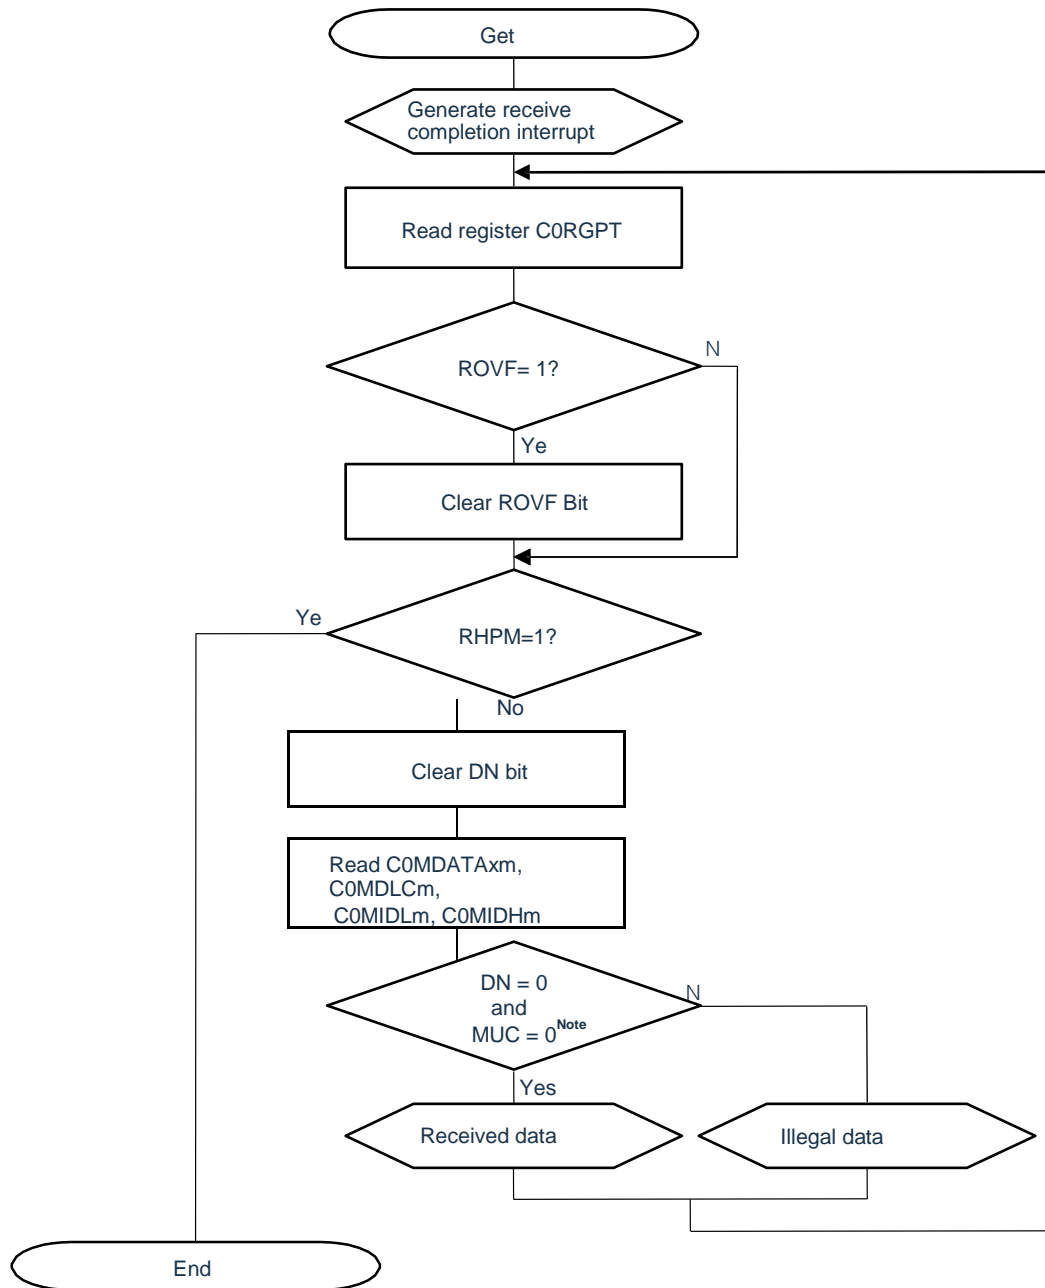 Get
Generate receive
completion interrupt
Read register C0RGPT
ROVF= 1?
N
Ye
Clear ROVF Bit
Ye
RHPM=1?
No
Clear DN bit
Read C0MDATAxm,
C0MDLCm,
C0MIDLm, C0MIDHm
DN = 0
and
MUC = 0Note
N
Yes
Received data
Illegal data
End